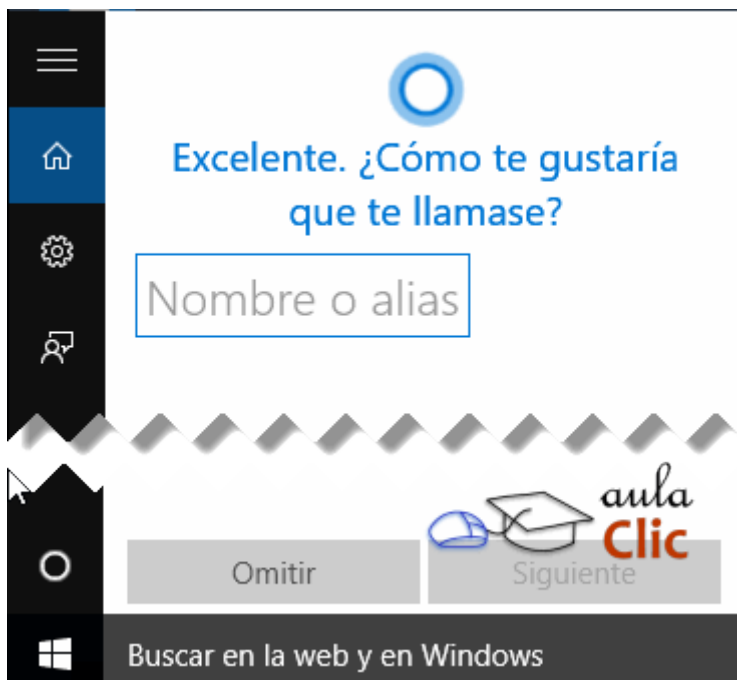 Excelente. ¿Cómo te gustaría
que te llamase?
Nombre o alias
aula
Clic
Omitir
Siguiente
Buscar en la web y en Windows